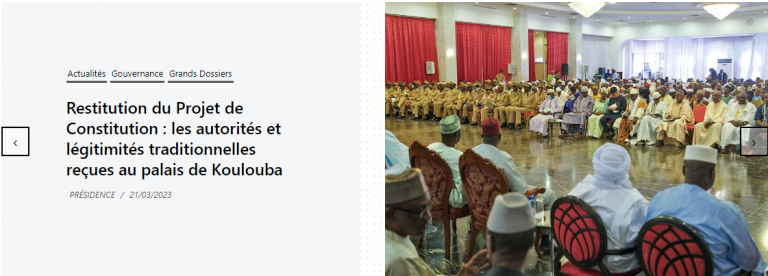 Actualités Gouvernance Grands Dossiers
Restitution du Projet de
Constitution : les autorités et
légitimités traditionnelles
reçues au palais de Koulouba
PRÉSIDENCE / 21/03/2023